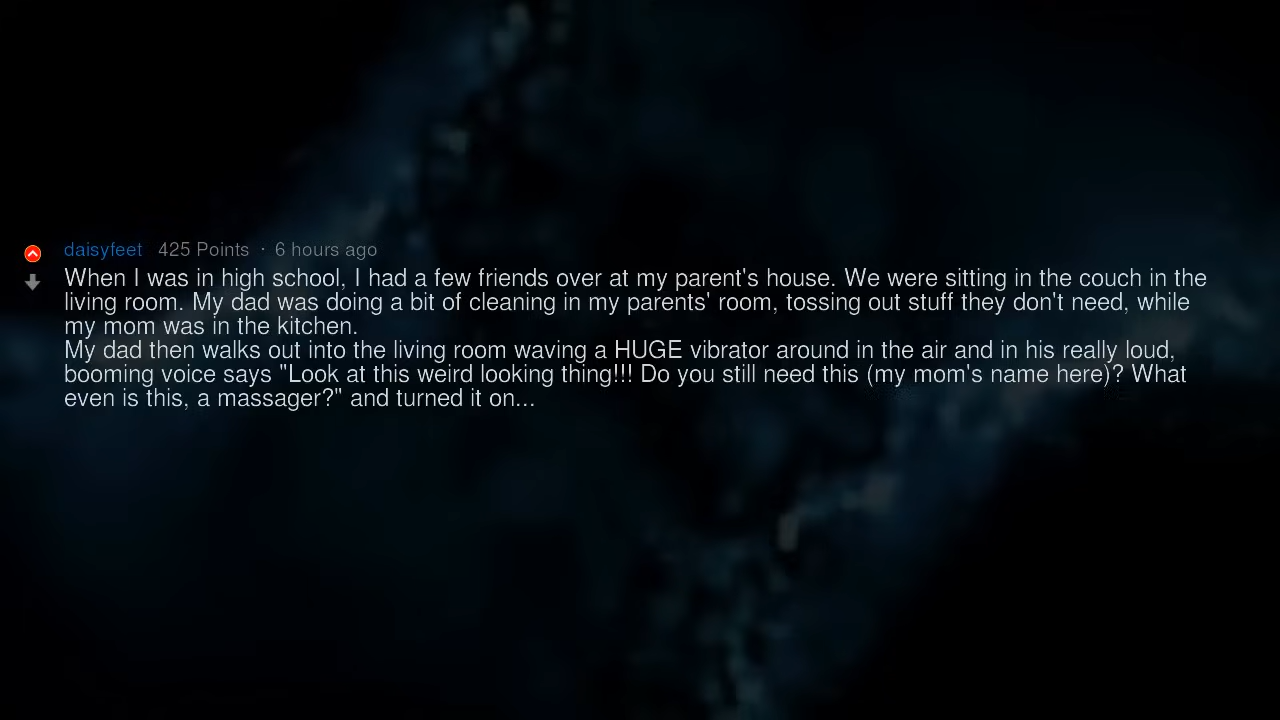 daisyfeet 425 Points · 6 hours ago
When I was in high school, I had a few friends over at my parent's house. We were sitting in the couch in the
living room. My dad was doing a bit of cleaning in my parents' room, tossing out stuff they don't need, while
my mom was in the kitchen.
My dad then walks out into the living room waving a HUGE vibrator around in the air and in his really loud,
booming voice says "Look at this weird looking thing!!! Do you still need this (my mom's name here)? What
even is this, a massager?" and turned it on...